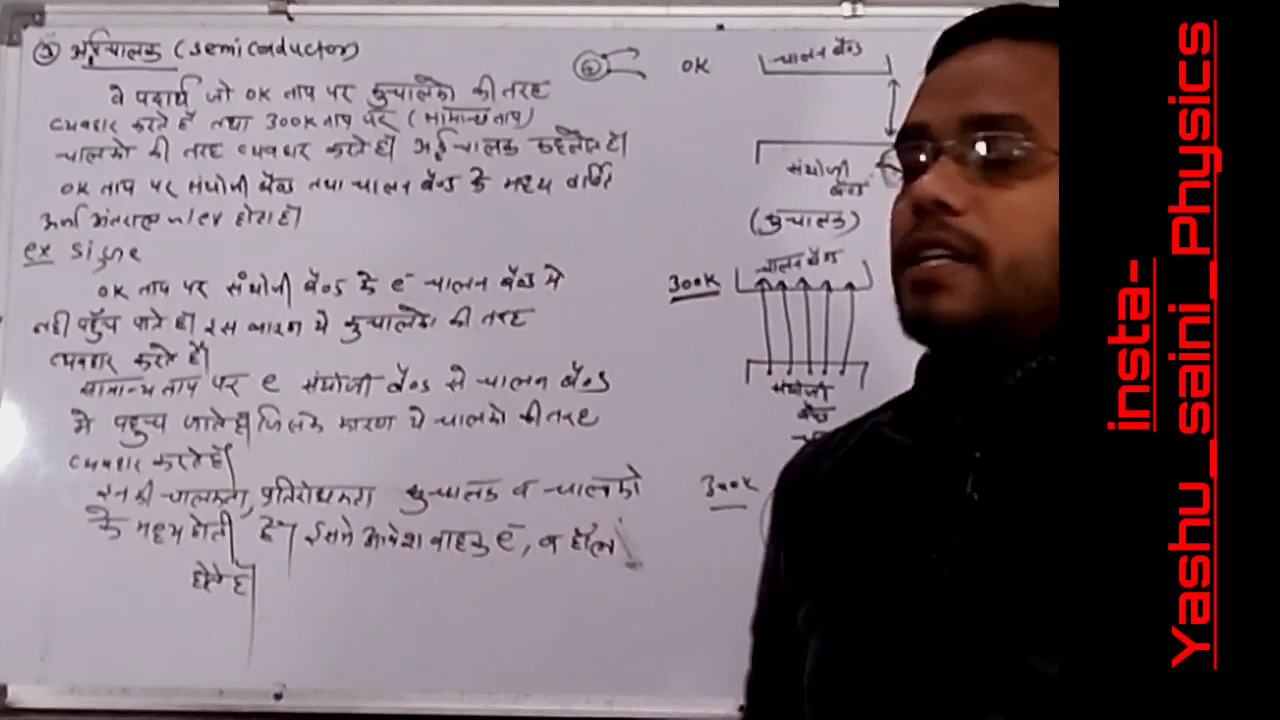 ③ अर्द्धचालक (Semiconductor)
वे पदार्थ जो 0K ताप पर कुचालको की तरह
व्यवहार करते हैं तथा 300K ताप पर (सामान्य ताप)
चालको की तरह व्यवहार करते है। अर्द्धचालक कहलाते है।
0K ताप पर संयोजी बैण्ड तथा चालन बैण्ड के मध्य वर्जित
ऊर्जा अंतराल 1eV होता है।
ex Si, Ge
0K ताप पर संयोजी बैण्ड के e⁻ चालन बैण्ड मे
नही पहुँच पाते है। इस कारण ये कुचालको की तरह
व्यवहार करते है।
सामान्य ताप पर e संयोजी बैण्ड से चालन बैण्ड
मे पहुच जाते है। जिसके कारण ये चालको की तरह
व्यवहार करते है।
इनकी चालकता, प्रतिरोधकता कुचालक व चालको
के मध्य होती है। इसमे आवेश वाहक e⁻, व होल
होते है।
0K
चालन बैण्ड
संयोजी
बैण्ड
(कुचालक)
300K
चालन बैण्ड
संयोजी
बैण्ड
300K
insta-
Yashu_saini_Physics